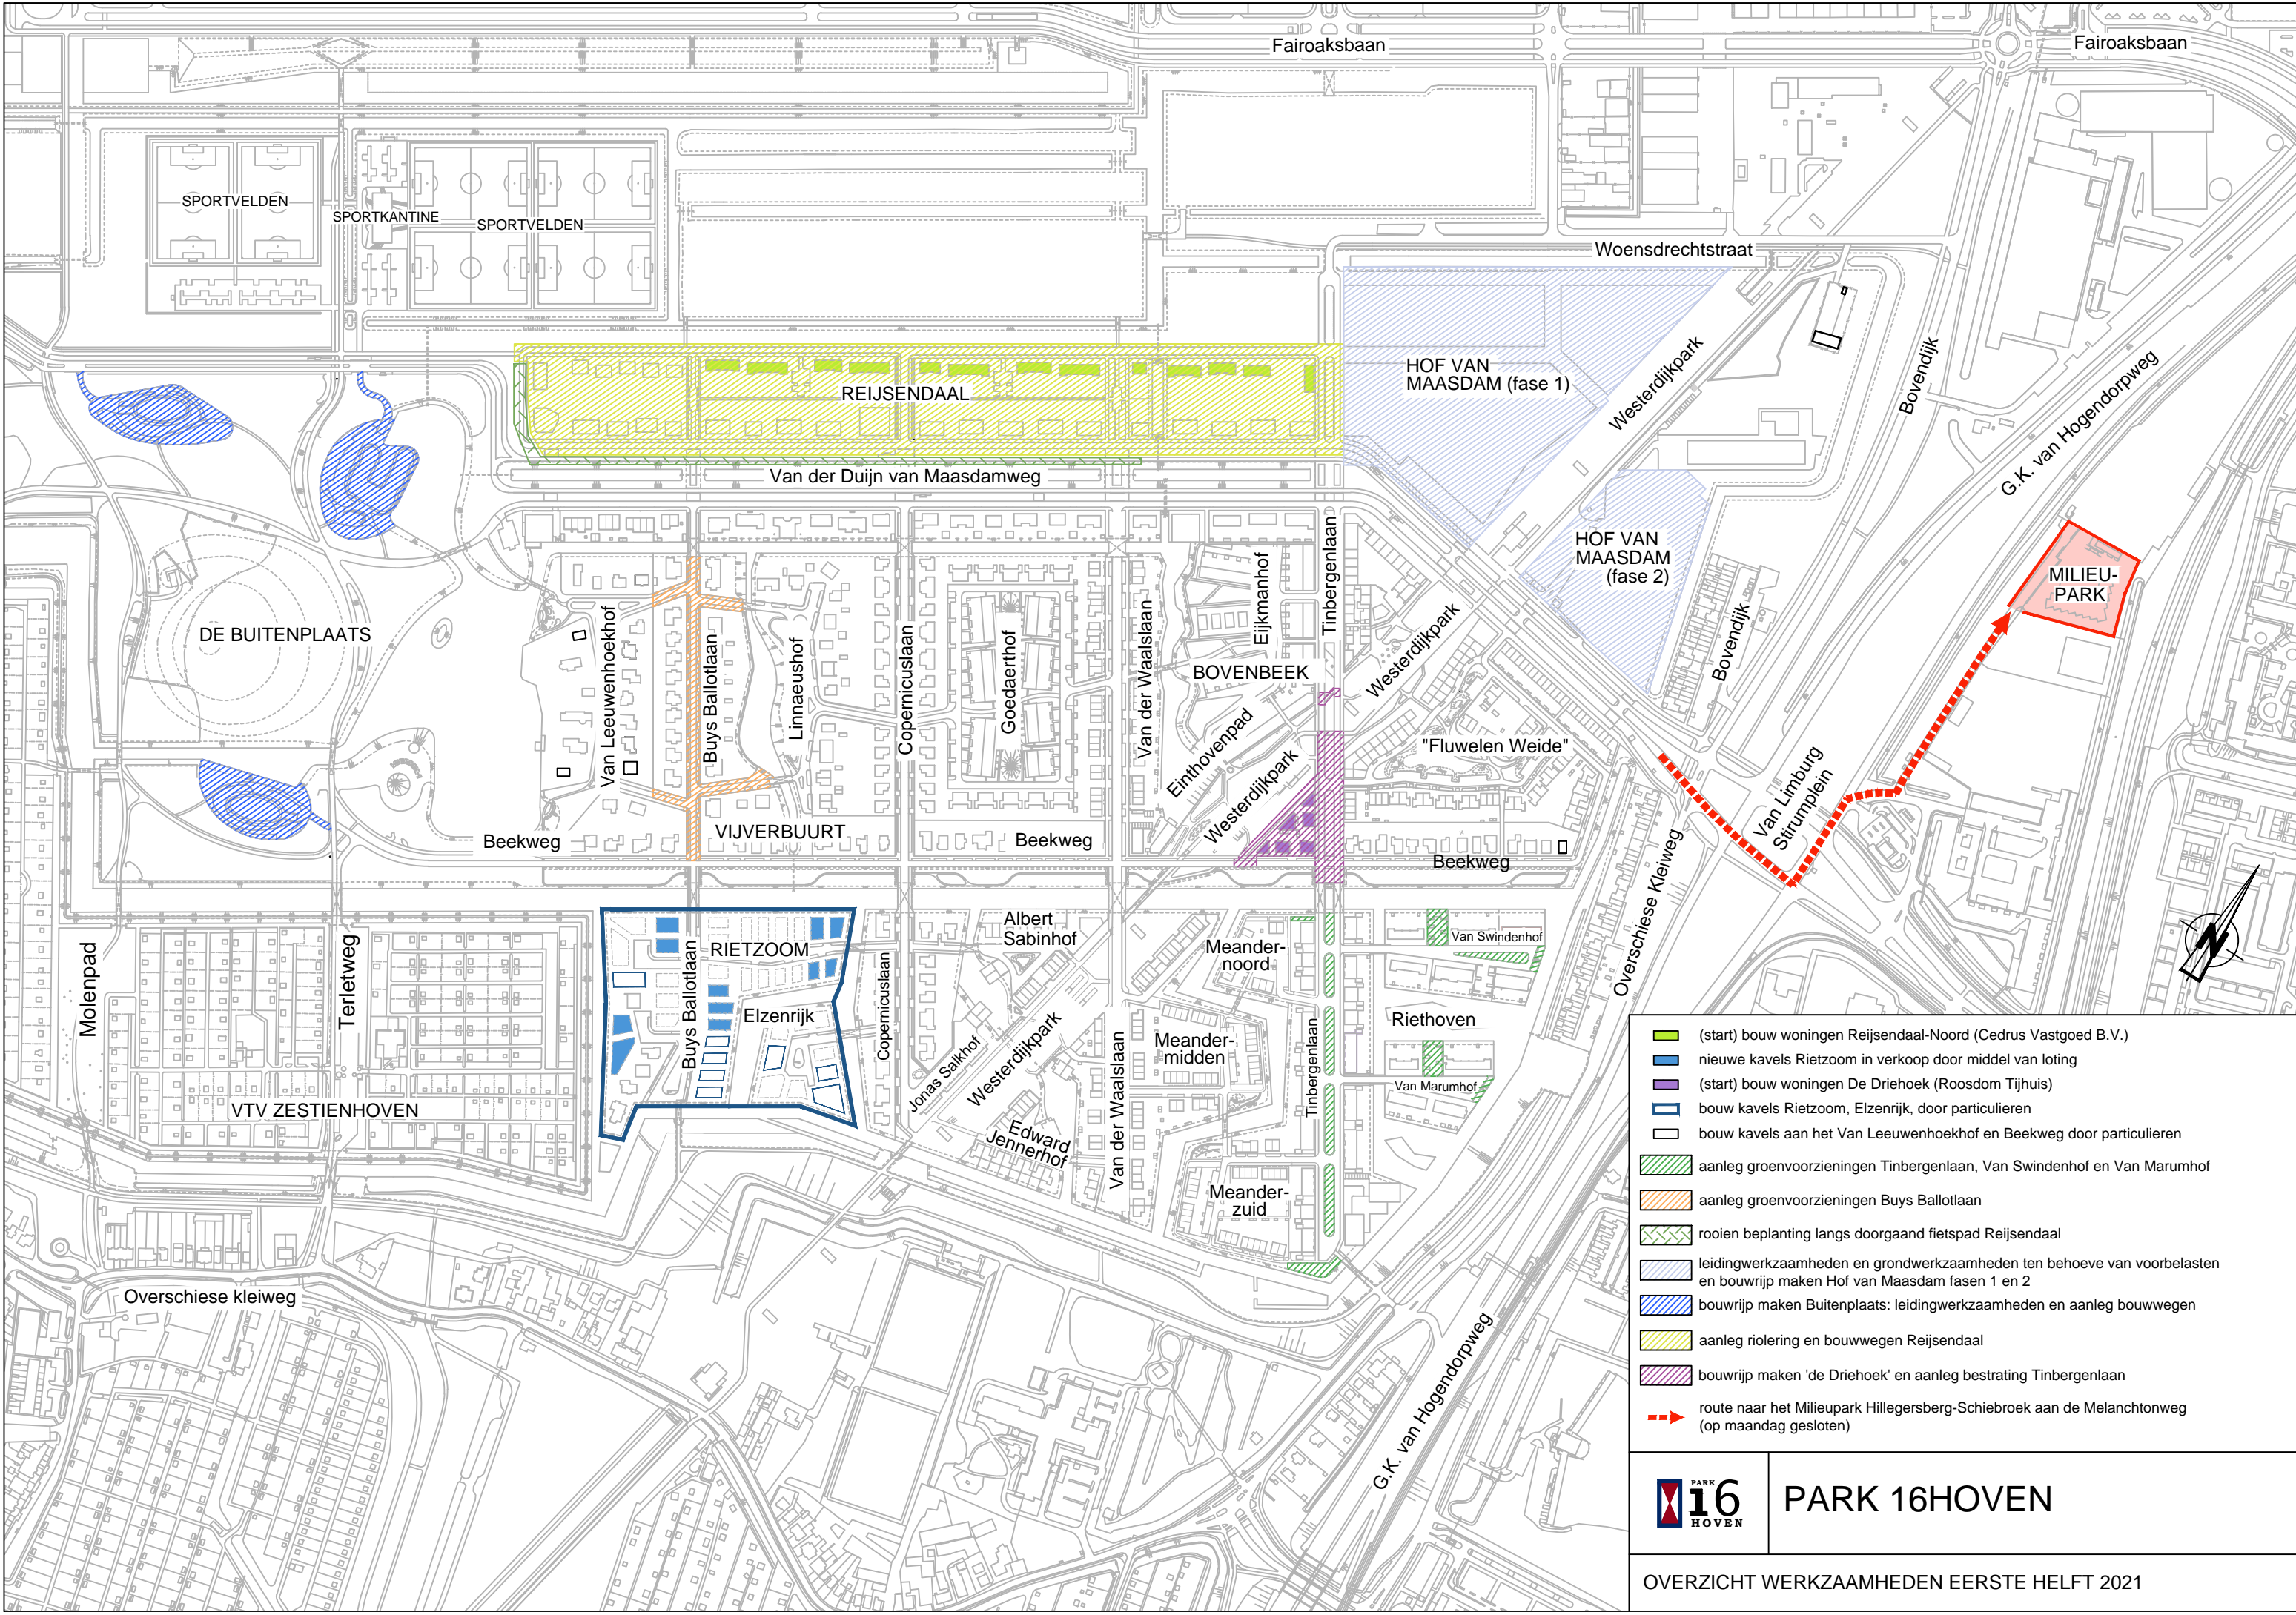 Fairoaksbaan
Fairoaksbaan
SPORTVELDEN
SPORTKANTINE
SPORTVELDEN
Woensdrechtstraat
HOF VAN
MAASDAM (fase 1)
Westerdijkpark
Bovendijk
G.K. van Hogendorpweg
REIJSENDAAL
Van der Duijn van Maasdamweg
HOF VAN
MAASDAM
(fase 2)
MILIEU-
PARK
DE BUITENPLAATS
Van Leeuwenhoekhof
Buys Ballotlaan
Linnaeushof
Copernicuslaan
Goedaerthof
Van der Waalslaan
Eijkmanhof
Tinbergenlaan
BOVENBEEK
Westerdijkpark
Bovendijk
Einthovenpad
Westerdijkpark
"Fluwelen Weide"
Van Limburg
Stirumplein
Beekweg
VIJVERBUURT
Beekweg
Beekweg
Overschiese Kleiweg
Molenpad
Terletweg
Buys Ballotlaan
RIETZOOM
Elzenrijk
Copernicuslaan
Albert
Sabinhof
Jonas Salkhof
Westerdijkpark
Edward
Jennerhof
Van der Waalslaan
Meander-
noord
Meander-
midden
Meander-
zuid
Tinbergenlaan
Van Swindenhof
Riethoven
Van Marumhof
VTV ZESTIENHOVEN
Overschiese kleiweg
G.K. van Hogendorpweg
N
(start) bouw woningen Reijsendaal-Noord (Cedrus Vastgoed B.V.)
nieuwe kavels Rietzoom in verkoop door middel van loting
(start) bouw woningen De Driehoek (Roosdom Tijhuis)
bouw kavels Rietzoom, Elzenrijk, door particulieren
bouw kavels aan het Van Leeuwenhoekhof en Beekweg door particulieren
aanleg groenvoorzieningen Tinbergenlaan, Van Swindenhof en Van Marumhof
aanleg groenvoorzieningen Buys Ballotlaan
rooien beplanting langs doorgaand fietspad Reijsendaal
leidingwerkzaamheden en grondwerkzaamheden ten behoeve van voorbelasten
en bouwrijp maken Hof van Maasdam fasen 1 en 2
bouwrijp maken Buitenplaats: leidingwerkzaamheden en aanleg bouwwegen
aanleg riolering en bouwwegen Reijsendaal
bouwrijp maken 'de Driehoek' en aanleg bestrating Tinbergenlaan
route naar het Milieupark Hillegersberg-Schiebroek aan de Melanchtonweg
(op maandag gesloten)
PARK
16
HOVEN
PARK 16HOVEN
OVERZICHT WERKZAAMHEDEN EERSTE HELFT 2021